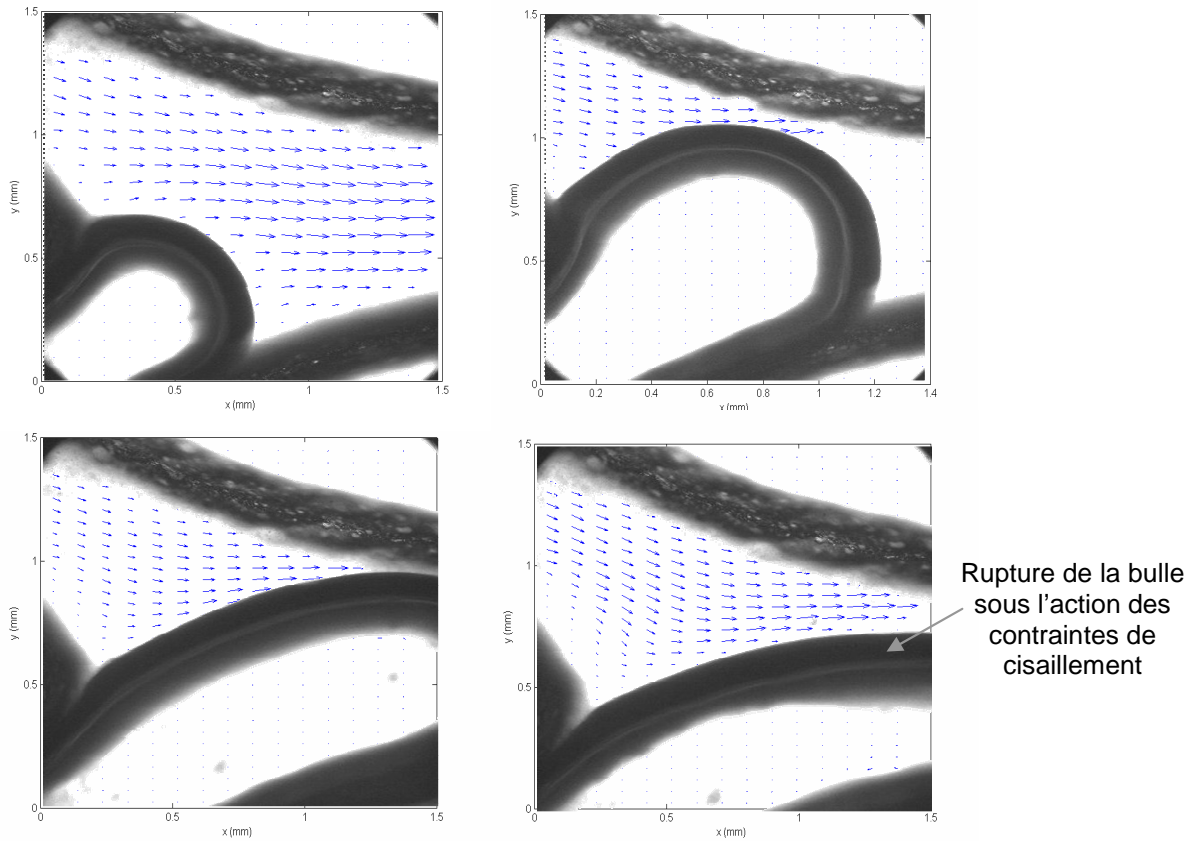 1.5
1
0.5
0
y (mm)
0 0.5 1 1.5
x (mm)
1.5
1
0.5
0
y (mm)
0 0.2 0.4 0.6 0.8 1 1.2 1.4
x (mm)
1.5
1
0.5
0
y (mm)
0 0.5 1 1.5
x (mm)
1.5
1
0.5
0
y (mm)
0 0.5 1 1.5
x (mm)
Rupture de la bulle
sous l'action des
contraintes de
cisaillement